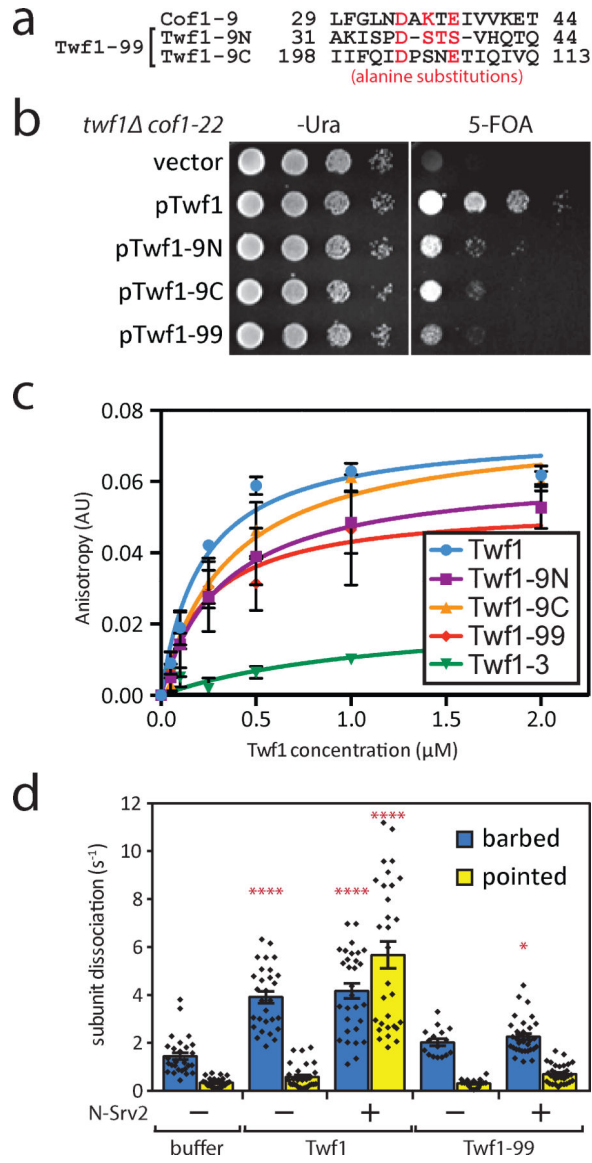 a
Cof1-9 29 LFGLNDAKTEIVVKET 44
Twf1-99
Twf1-9N 31 AKISPD-STS-VHQTQ 44
Twf1-9C 198 IIFQIDPSNETIQIVQ 113
(alanine substitutions)
b
twf1Δ cof1-22 -Ura 5-FOA
vector
pTwf1
pTwf1-9N
pTwf1-9C
pTwf1-99
c
0.08
0.06
0.04
0.02
0.00
Anisotropy (AU)
Twf1
Twf1-9N
Twf1-9C
Twf1-99
Twf1-3
0.0 0.5 1.0 1.5 2.0
Twf1 concentration (μM)
d
12
10
8
6
4
2
0
subunit dissociation (s-1)
barbed
pointed
**** **** **** *
N-Srv2 − − + − +
buffer Twf1 Twf1-99